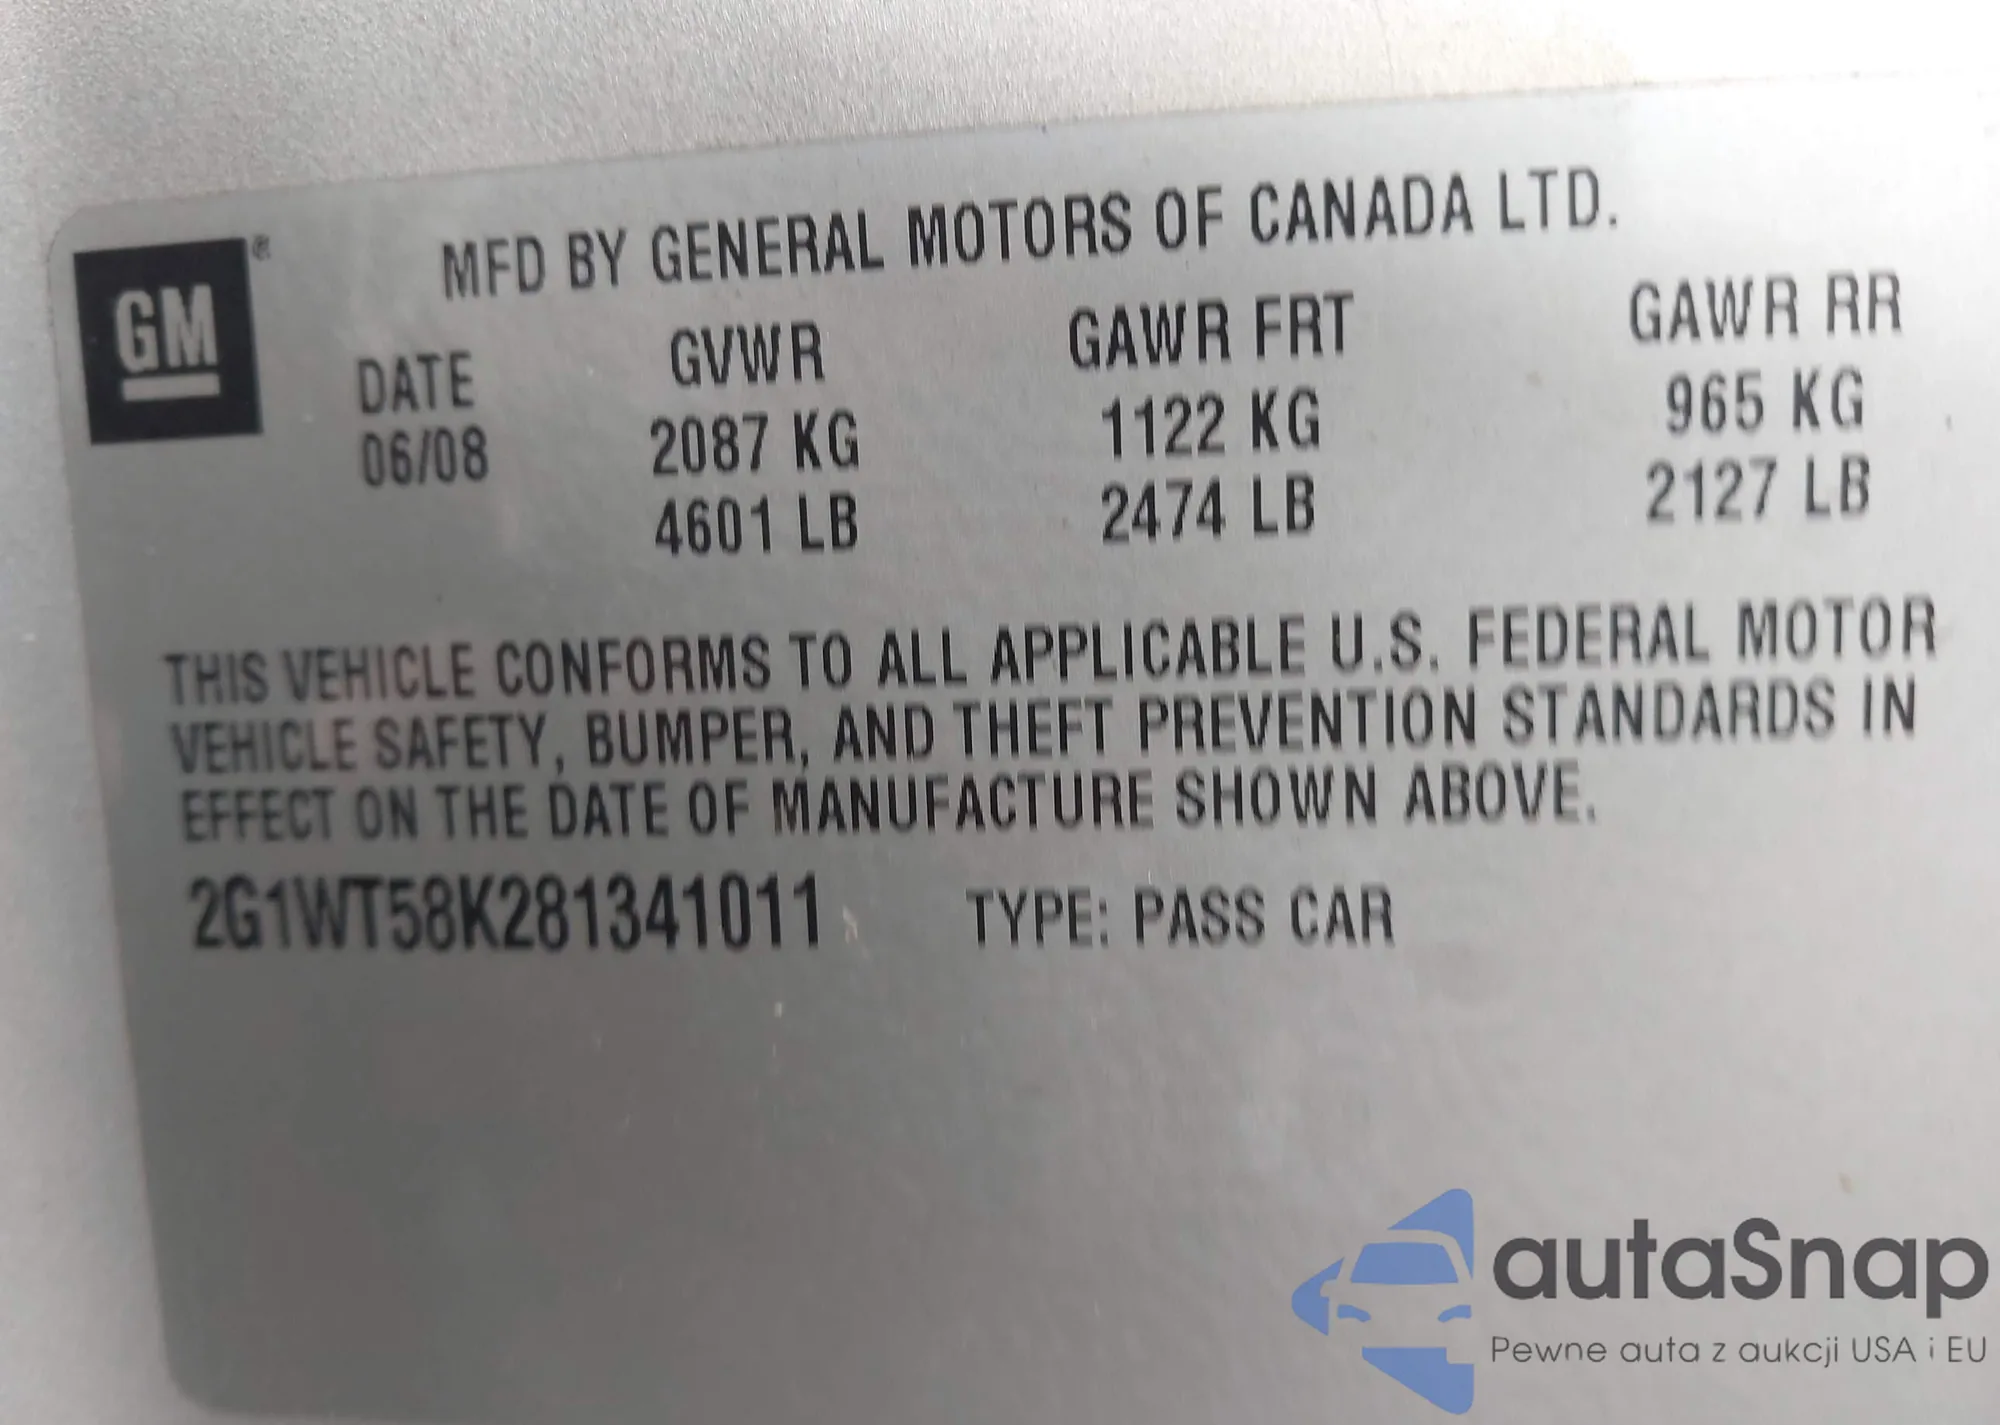 GM®
MFD BY GENERAL MOTORS OF CANADA LTD.
DATE GVWR GAWR FRT GAWR RR
06/08 2087 KG 1122 KG 965 KG
4601 LB 2474 LB 2127 LB
THIS VEHICLE CONFORMS TO ALL APPLICABLE U.S. FEDERAL MOTOR
VEHICLE SAFETY, BUMPER, AND THEFT PREVENTION STANDARDS IN
EFFECT ON THE DATE OF MANUFACTURE SHOWN ABOVE.
2G1WT58K281341011 TYPE: PASS CAR
autaSnap
Pewne auta z aukcji USA i EU